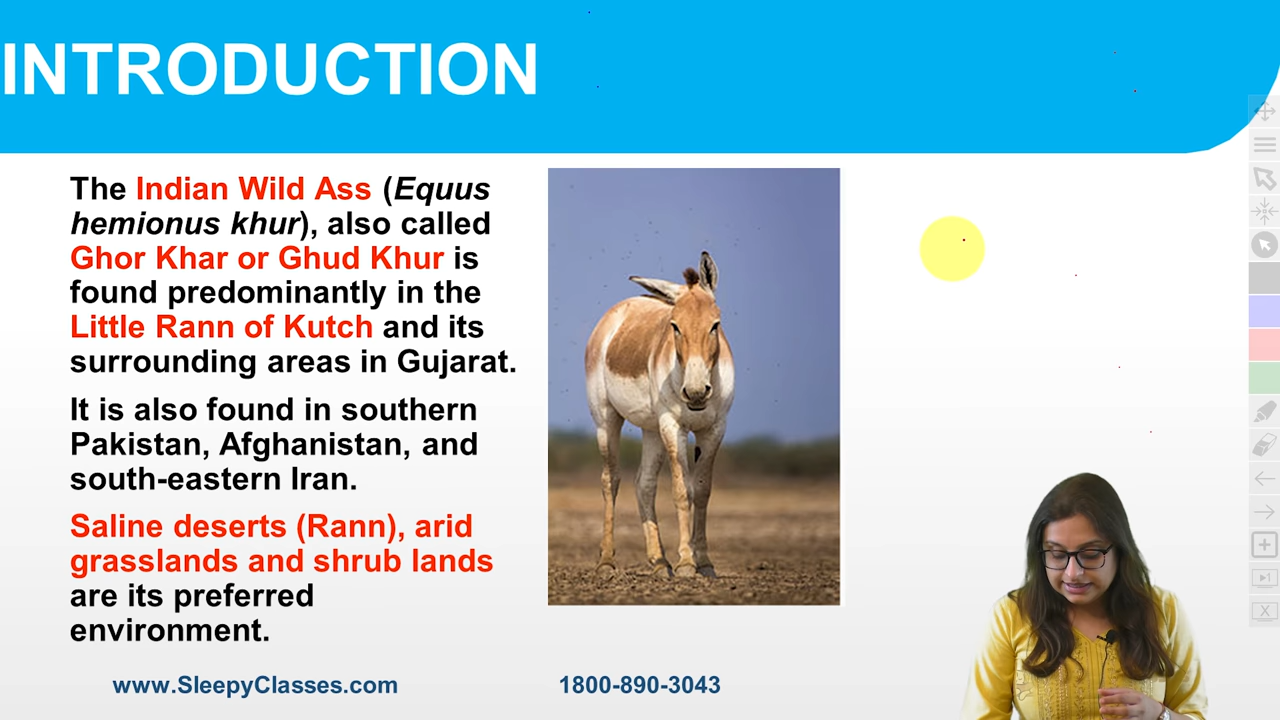 INTRODUCTION
The Indian Wild Ass (Equus
hemionus khur), also called
Ghor Khar or Ghud Khur is
found predominantly in the
Little Rann of Kutch and its
surrounding areas in Gujarat.
It is also found in southern
Pakistan, Afghanistan, and
south-eastern Iran.
Saline deserts (Rann), arid
grasslands and shrub lands
are its preferred
environment.
www.SleepyClasses.com 1800-890-3043